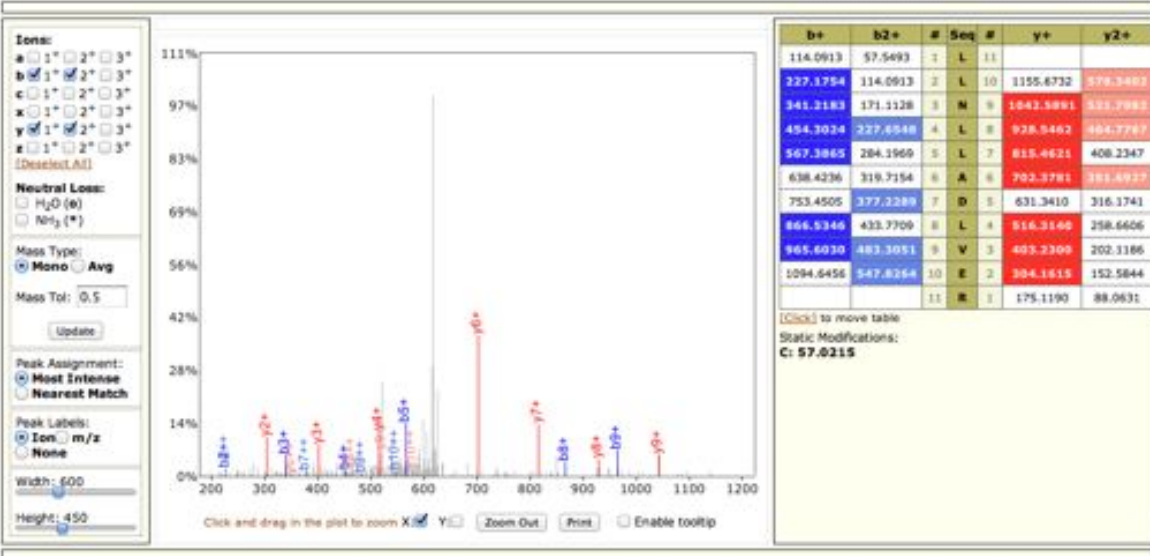 Ions:
a 1+ 2+ 3+
b 1+ 2+ 3+
c 1+ 2+ 3+
x 1+ 2+ 3+
y 1+ 2+ 3+
z 1+ 2+ 3+
[Deselect All]
Neutral Loss:
H2O (o)
NH3 (*)
Mass Type:
Mono Avg
Mass Tol: 0.5
Update
Peak Assignment:
Most Intense
Nearest Match
Peak Labels:
Ion m/z
None
Width: 600
Height: 450
111%
97%
83%
69%
56%
42%
28%
14%
0%
y2+
b3+
y3+
b7++
y4+
b10++
b5+
y6+
y7+
b8+
y8+
b9+
y9+
200 300 400 500 600 700 800 900 1000 1100 1200
Click and drag in the plot to zoom X: Y: Zoom Out Print Enable tooltip
b+ b2+ # Seq # y+ y2+
114.0913 57.5493 1 L 11
227.1754 114.0913 2 L 10 1155.6732 578.3402
341.2183 171.1128 3 N 9 1042.5891
454.3024 227.6548 4 L 8 928.5462 464.7767
567.3865 284.1969 5 L 7 815.4621 408.2347
638.4236 319.7154 6 A 6 702.3781 351.6927
753.4505 377.2289 7 D 5 631.3410 316.1741
866.5346 433.7709 8 L 4 516.3140 258.6606
965.6030 483.3051 9 V 3 403.2300 202.1186
1094.6456 547.8264 10 E 2 304.1615 152.5844
11 R 1 175.1190 88.0631
[Click] to move table
Static Modifications:
C: 57.0215